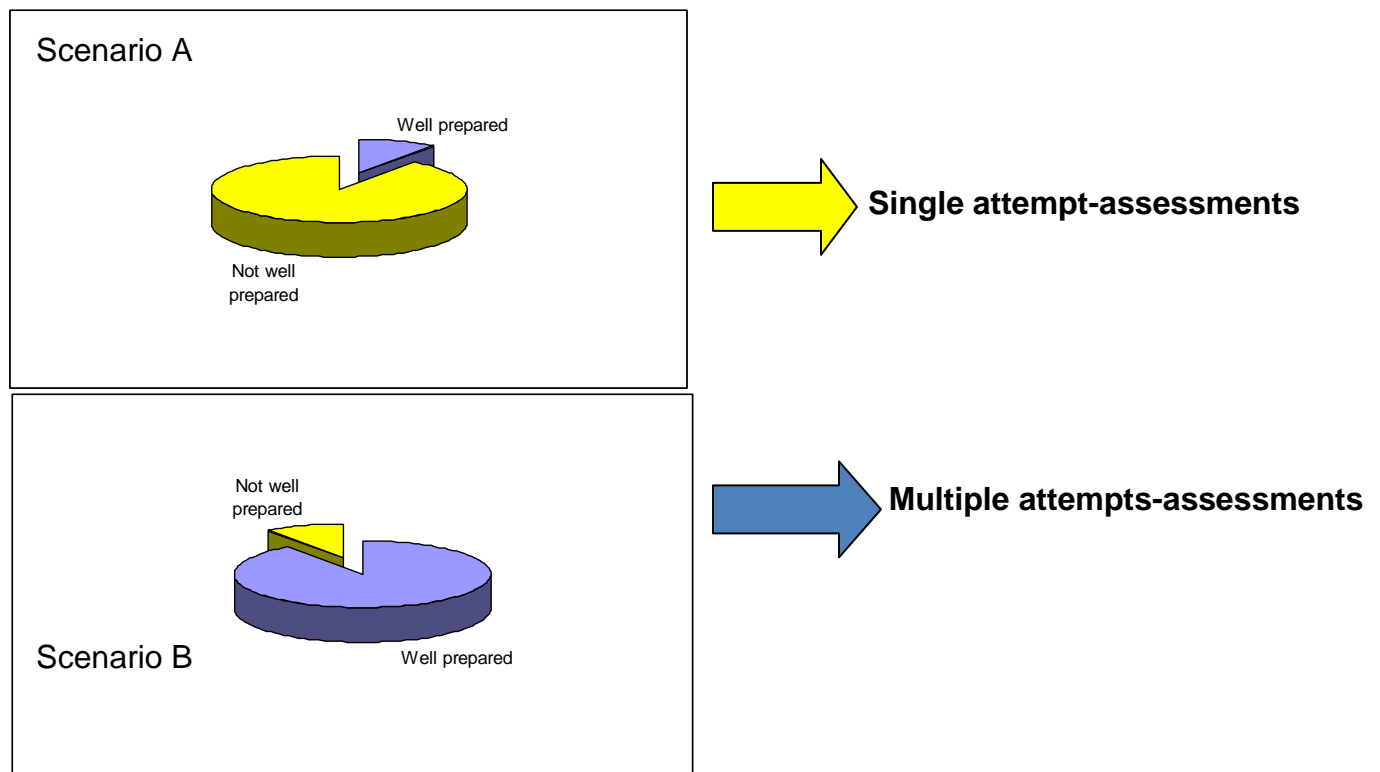 Scenario A
Well prepared
Not well
prepared
Single attempt-assessments
Not well
prepared
Well prepared
Scenario B
Multiple attempts-assessments